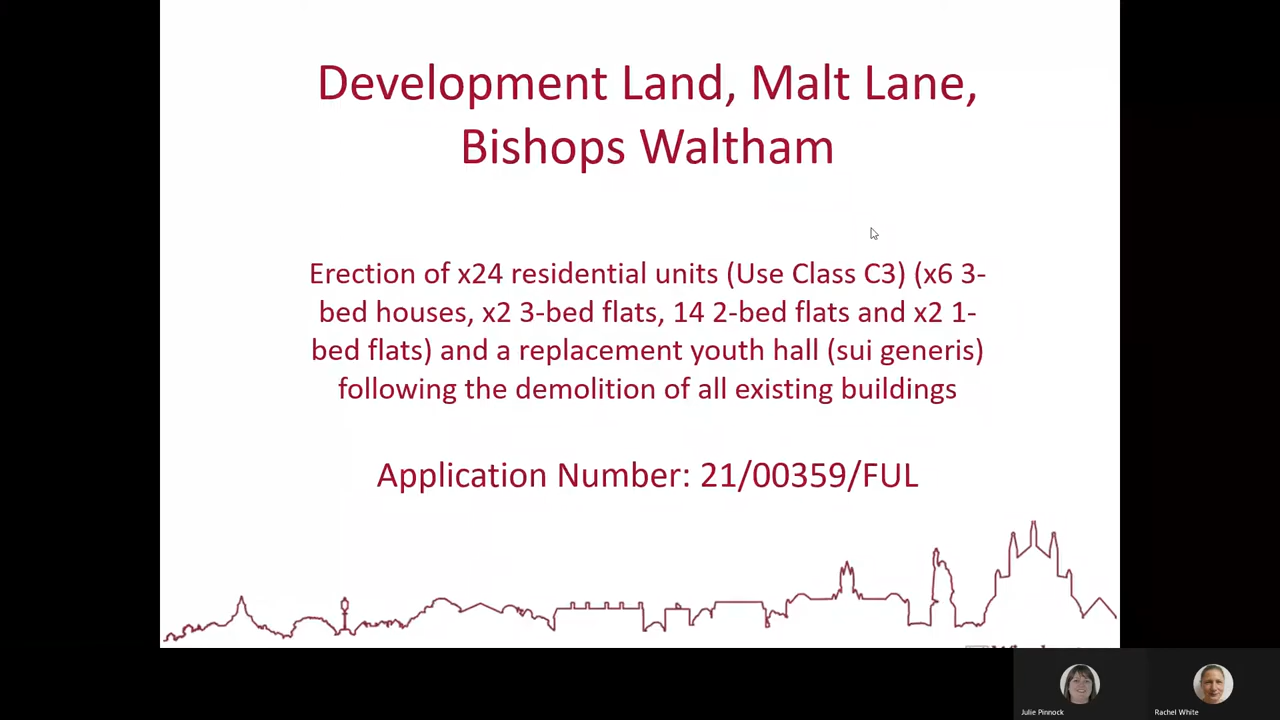 Development Land, Malt Lane,
Bishops Waltham
Erection of x24 residential units (Use Class C3) (x6 3-
bed houses, x2 3-bed flats, 14 2-bed flats and x2 1-
bed flats) and a replacement youth hall (sui generis)
following the demolition of all existing buildings
Application Number: 21/00359/FUL
Julie Pinnock
Rachel White